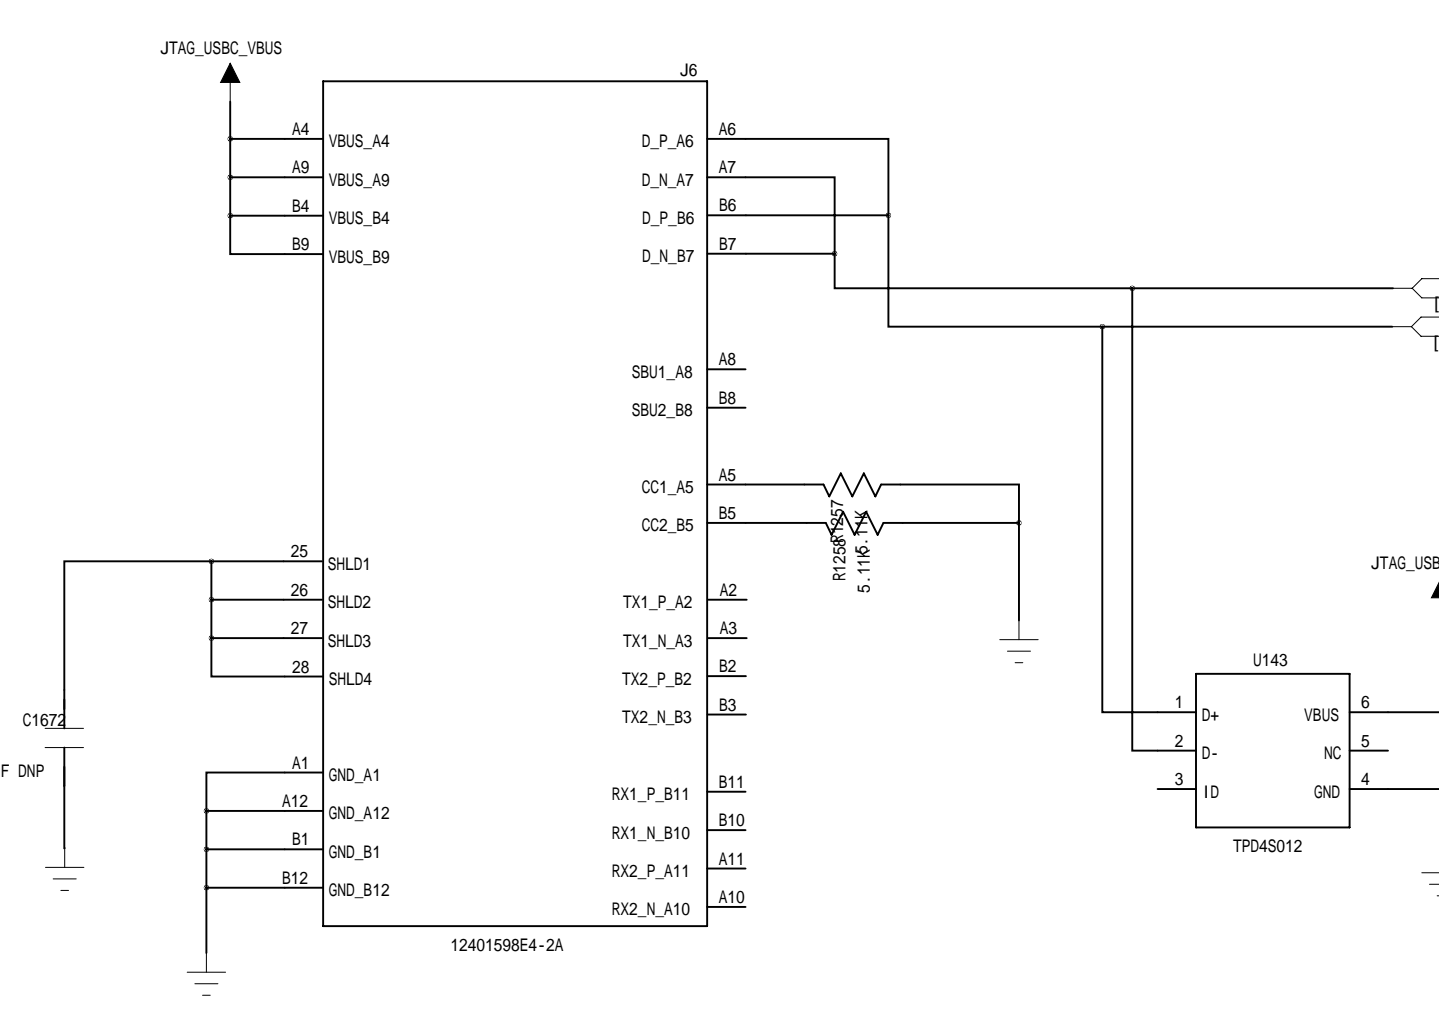 JTAG_USBC_VBUS
J6
A4 VBUS_A4 D_P_A6 A6
A9 VBUS_A9 D_N_A7 A7
B4 VBUS_B4 D_P_B6 B6
B9 VBUS_B9 D_N_B7 B7
SBU1_A8 A8
SBU2_B8 B8
CC1_A5 A5
CC2_B5 B5
R1257
5.11K
R1258
5.11K
25 SHLD1
26 SHLD2 TX1_P_A2 A2
27 SHLD3 TX1_N_A3 A3
28 SHLD4 TX2_P_B2 B2
TX2_N_B3 B3
C1672
F DNP
A1 GND_A1 RX1_P_B11 B11
A12 GND_A12 RX1_N_B10 B10
B1 GND_B1 RX2_P_A11 A11
B12 GND_B12 RX2_N_A10 A10
12401598E4-2A
JTAG_USB
U143
1 D+ VBUS 6
2 D- NC 5
3 ID GND 4
TPD4S012